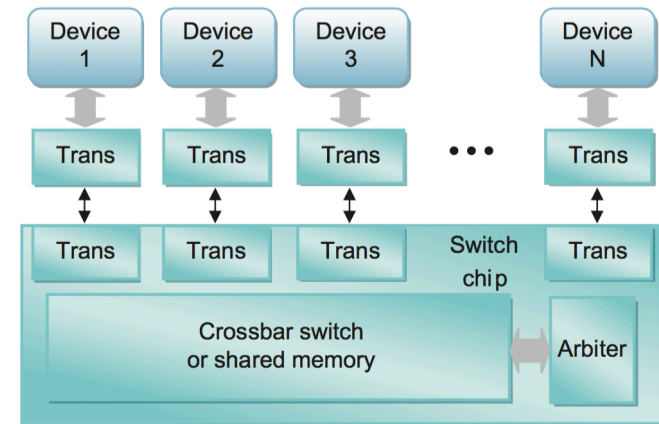 Device
1
Device
2
Device
3
Device
N
Trans
Trans
Trans
•••
Trans
Trans
Trans
Trans
Switch
chip
Trans
Crossbar switch
or shared memory
Arbiter